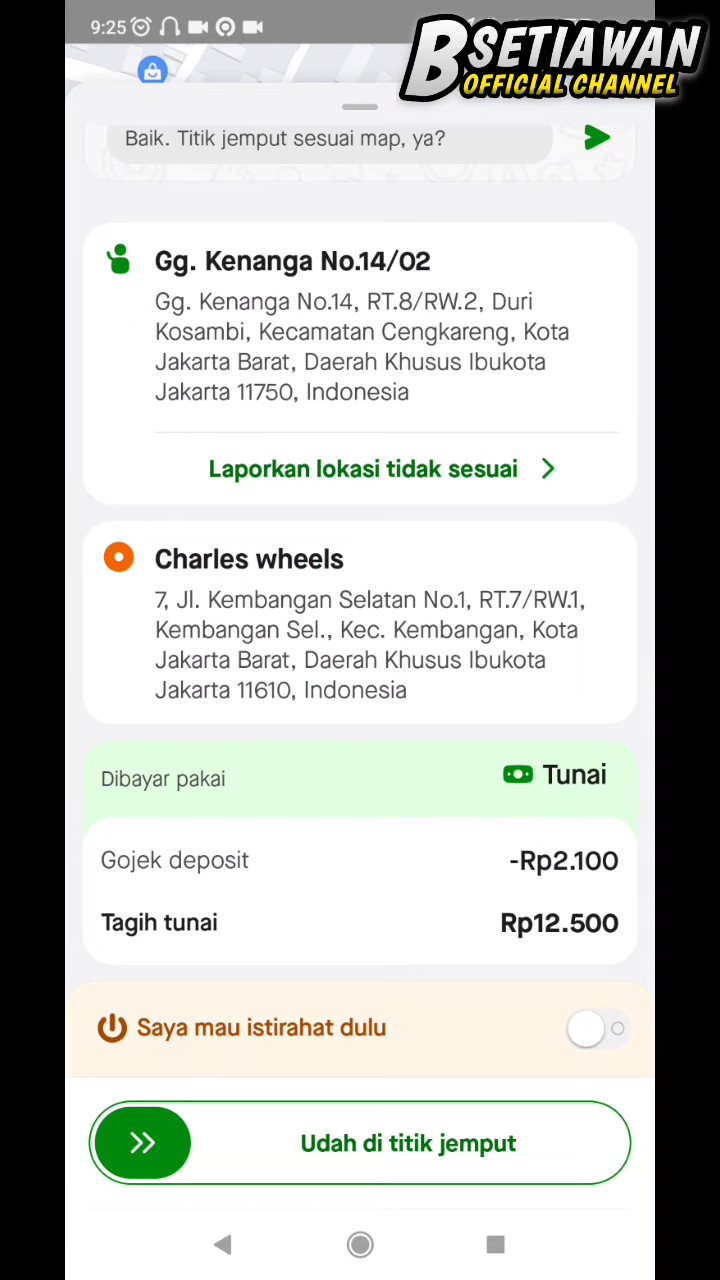 9:25
BSETIAWAN
OFFICIAL CHANNEL
Baik. Titik jemput sesuai map, ya?
Gg. Kenanga No.14/02
Gg. Kenanga No.14, RT.8/RW.2, Duri
Kosambi, Kecamatan Cengkareng, Kota
Jakarta Barat, Daerah Khusus Ibukota
Jakarta 11750, Indonesia
Laporkan lokasi tidak sesuai
Charles wheels
7, Jl. Kembangan Selatan No.1, RT.7/RW.1,
Kembangan Sel., Kec. Kembangan, Kota
Jakarta Barat, Daerah Khusus Ibukota
Jakarta 11610, Indonesia
Dibayar pakai Tunai
Gojek deposit -Rp2.100
Tagih tunai Rp12.500
Saya mau istirahat dulu
Udah di titik jemput